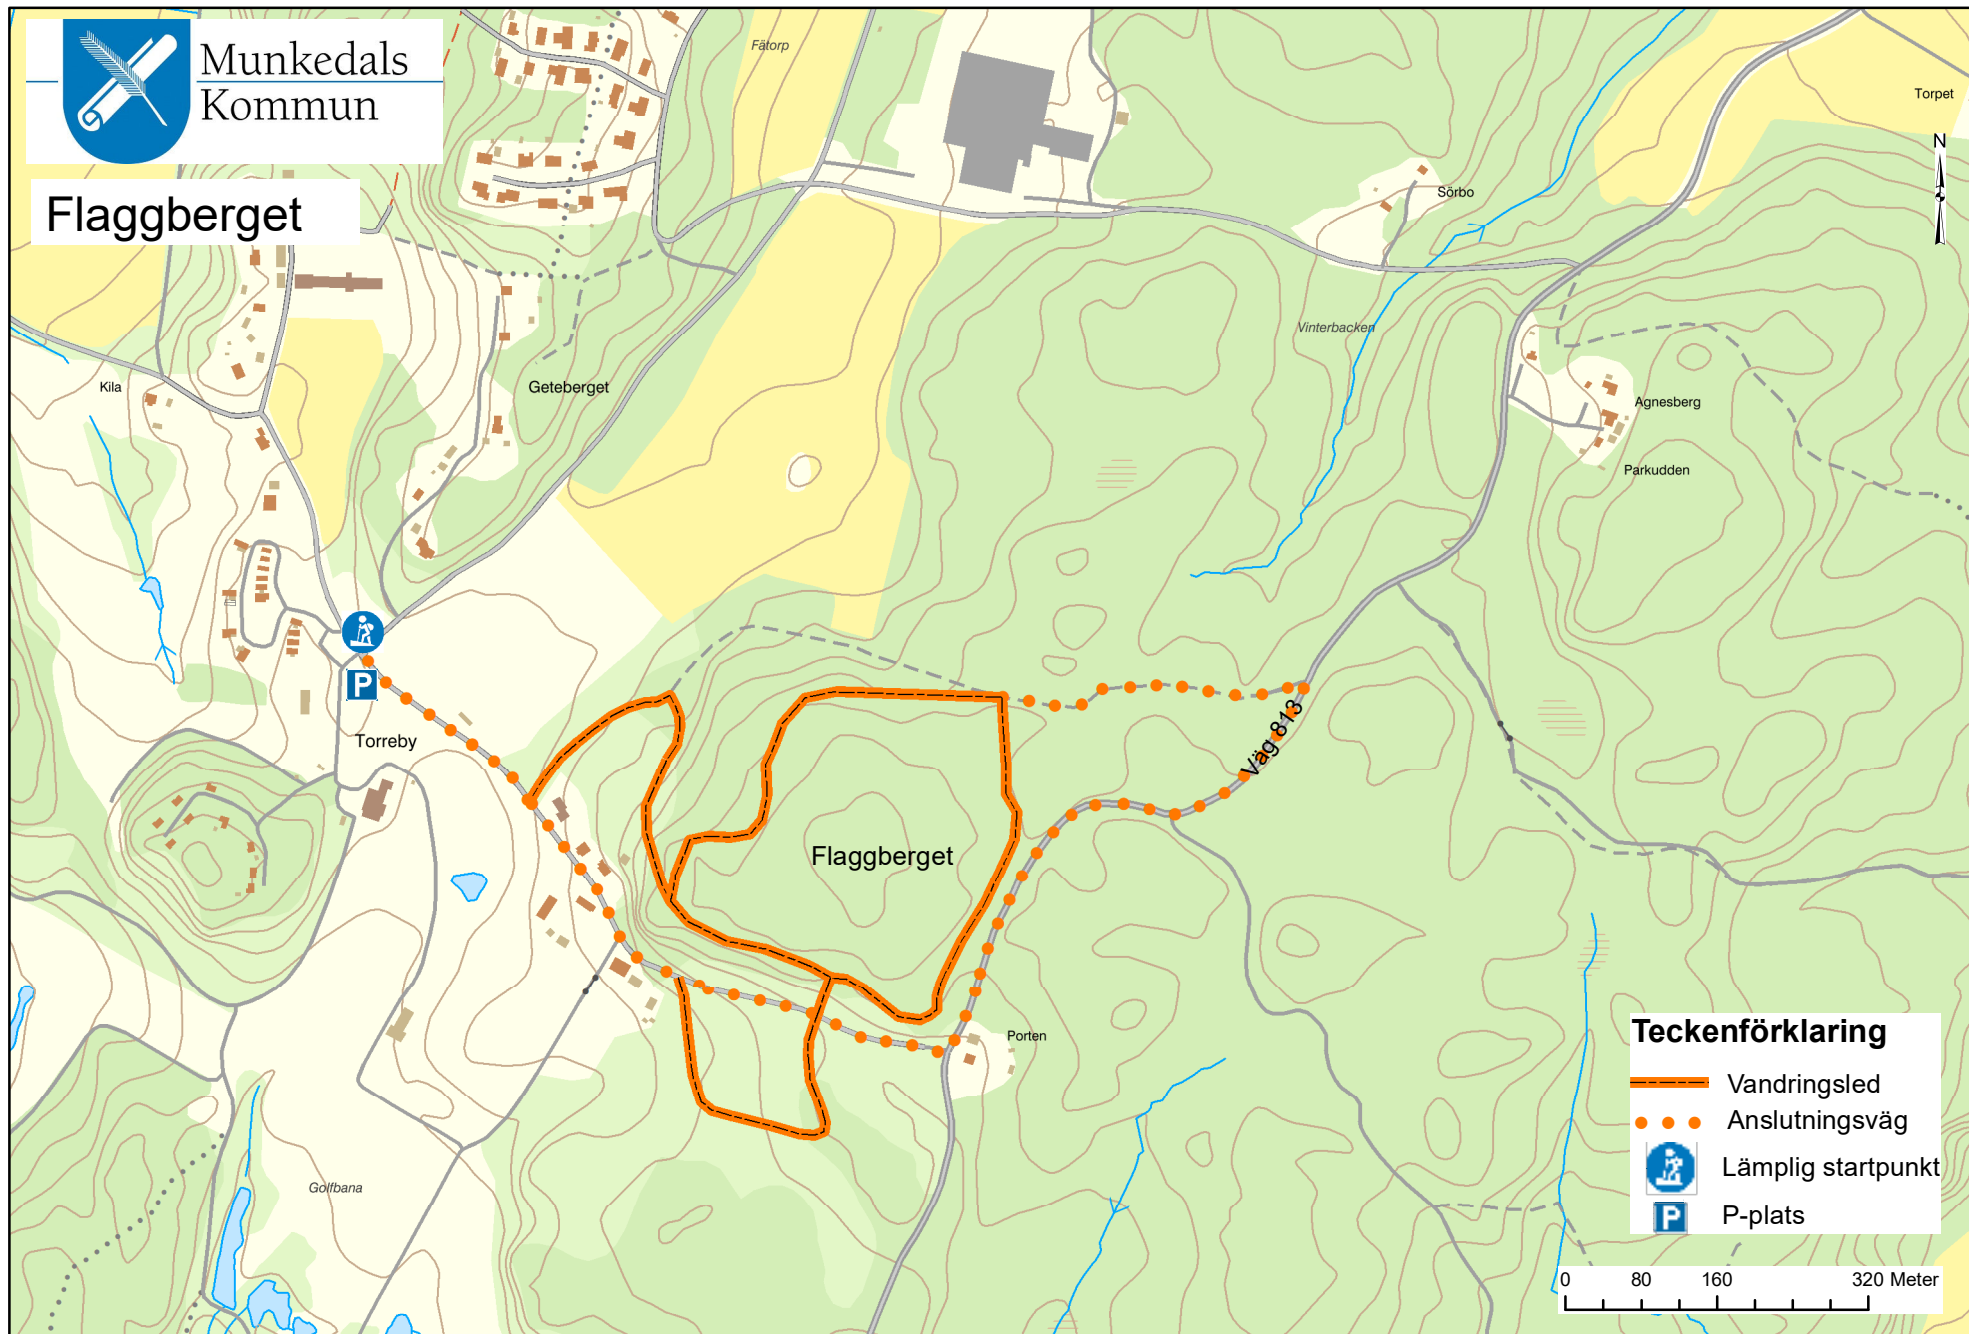 Munkedals
Kommun
Flaggberget
Fätorp
Torpet
N
Sörbo
Vinterbacken
Kila
Geteberget
Agnesberg
Parkudden
P
Torreby
Väg 813
Flaggberget
Porten
Golfbana
Teckenförklaring
Vandringsled
Anslutningsväg
Lämplig startpunkt
P
P-plats
0 80 160 320 Meter